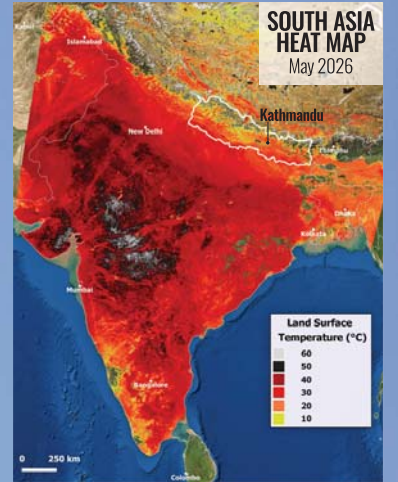 SOUTH ASIA
HEAT MAP
May 2026
Kabul
Islamabad
New Delhi
Kathmandu
Thimphu
Dhaka
Kolkata
Mumbai
Bangalore
Colombo
Land Surface
Temperature (°C)
60
50
40
30
20
10
0 250 km